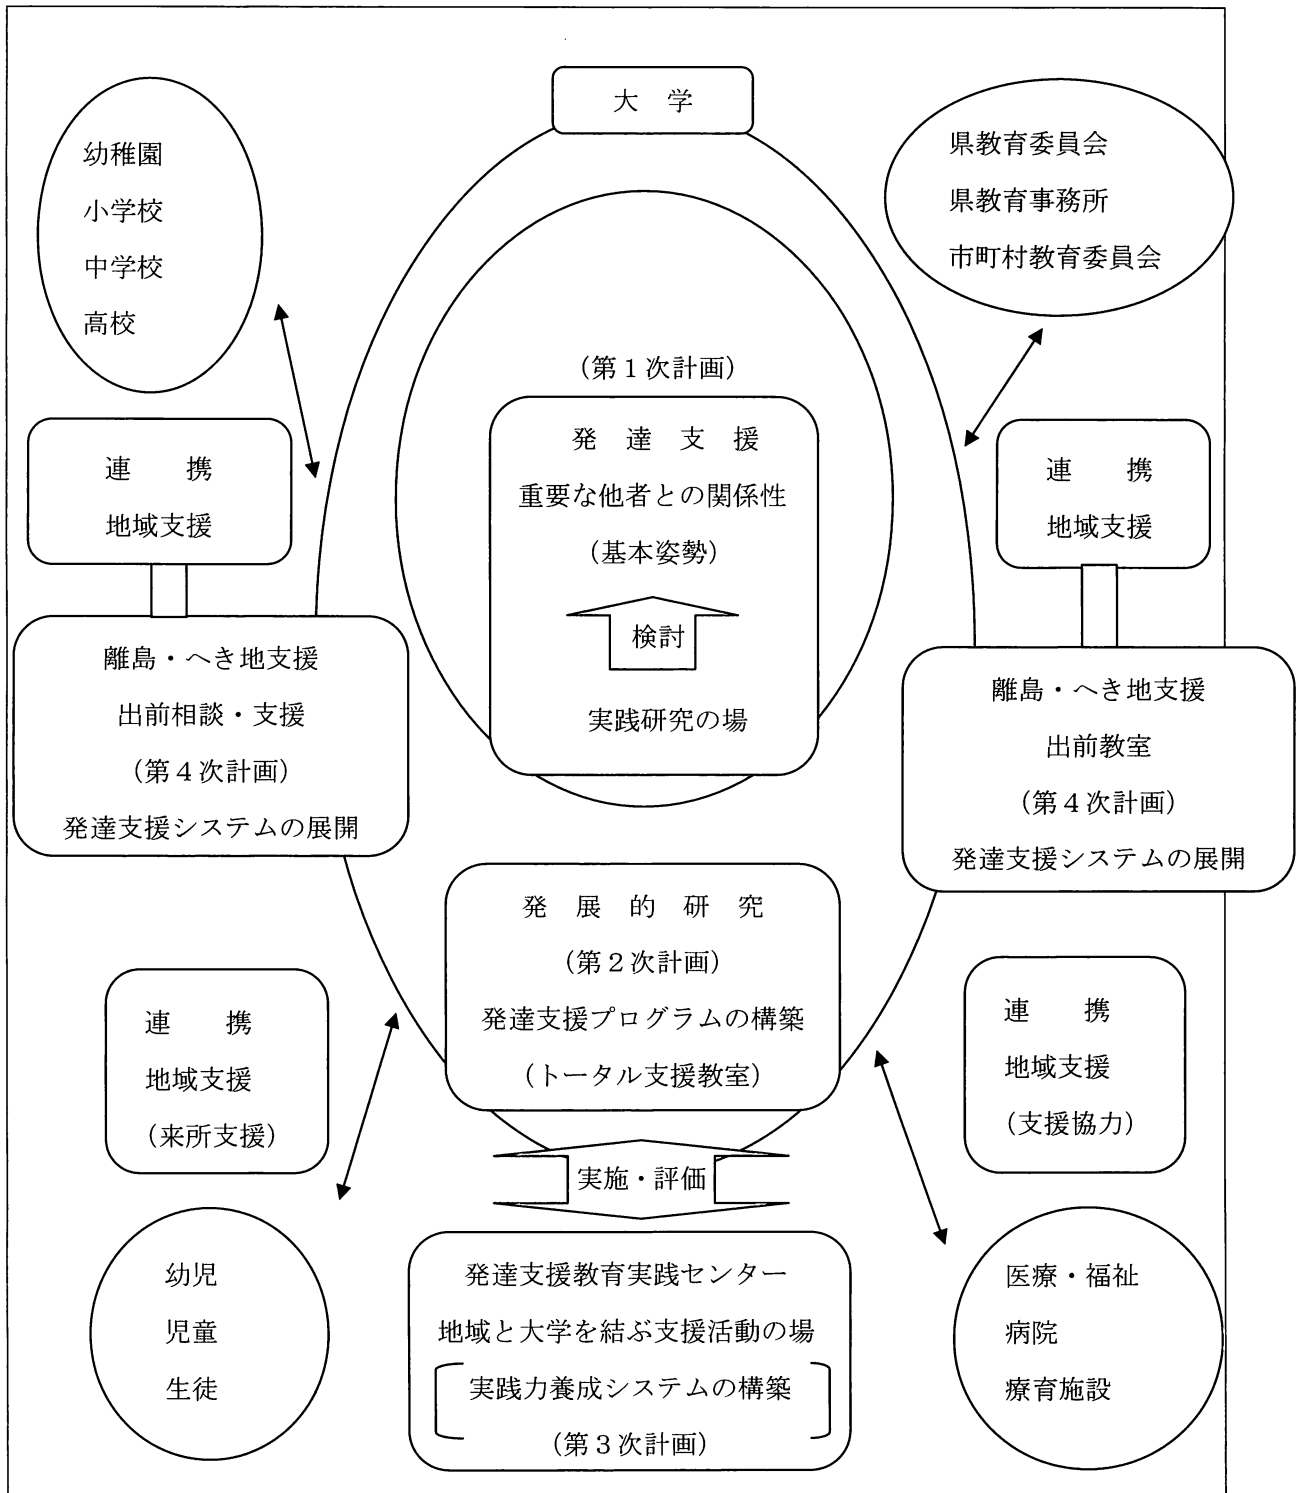 大　学
幼稚園
小学校
中学校
高校
県教育委員会
県教育事務所
市町村教育委員会
（第１次計画）
発　達　支　援
重要な他者との関係性
（基本姿勢）
検討
実践研究の場
連　　携
地域支援
連　　携
地域支援
離島・へき地支援
出前相談・支援
（第４次計画）
発達支援システムの展開
離島・へき地支援
出前教室
（第４次計画）
発達支援システムの展開
発　展　的　研　究
（第２次計画）
発達支援プログラムの構築
（トータル支援教室）
連　　携
地域支援
（来所支援）
連　　携
地域支援
（支援協力）
実施・評価
幼児
児童
生徒
発達支援教育実践センター
地域と大学を結ぶ支援活動の場
実践力養成システムの構築
（第３次計画）
医療・福祉
病院
療育施設